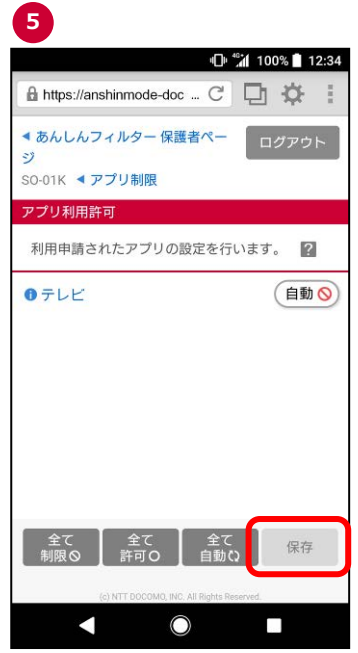 5
4G 100% 12:34
https://anshinmode-doc ...
◀ あんしんフィルター 保護者ペー
ジ
ログアウト
SO-01K ◀ アプリ制限
アプリ利用許可
利用申請されたアプリの設定を行います。 ?
テレビ
自動
全て
制限
全て
許可
全て
自動
保存
(c) NTT DOCOMO, INC. All Rights Reserved.